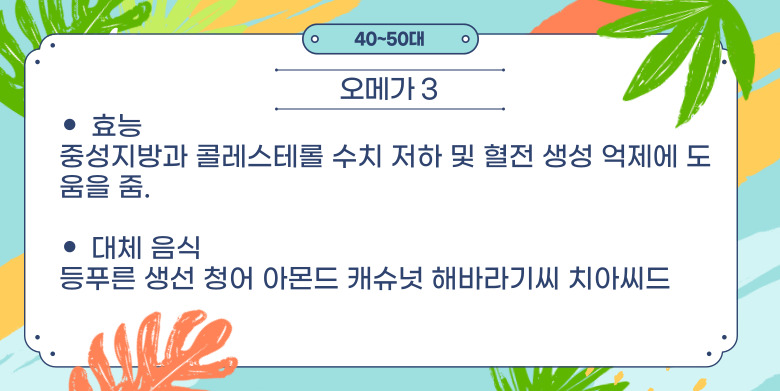 40~50대
오메가 3
• 효능
중성지방과 콜레스테롤 수치 저하 및 혈전 생성 억제에 도
움을 줌.
• 대체 음식
등푸른 생선 청어 아몬드 캐슈넛 해바라기씨 치아씨드